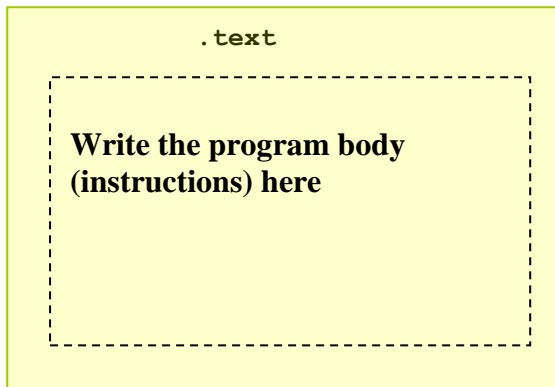 .text
Write the program body
(instructions) here